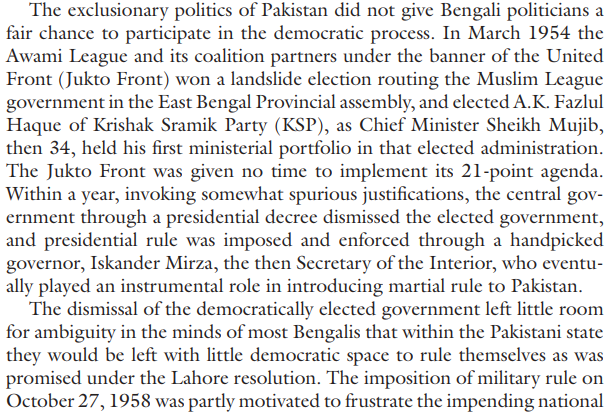 The exclusionary politics of Pakistan did not give Bengali politicians a
fair chance to participate in the democratic process. In March 1954 the
Awami League and its coalition partners under the banner of the United
Front (Jukto Front) won a landslide election routing the Muslim League
government in the East Bengal Provincial assembly, and elected A.K. Fazlul
Haque of Krishak Sramik Party (KSP), as Chief Minister Sheikh Mujib,
then 34, held his first ministerial portfolio in that elected administration.
The Jukto Front was given no time to implement its 21-point agenda.
Within a year, invoking somewhat spurious justifications, the central gov-
ernment through a presidential decree dismissed the elected government,
and presidential rule was imposed and enforced through a handpicked
governor, Iskander Mirza, the then Secretary of the Interior, who eventu-
ally played an instrumental role in introducing martial rule to Pakistan.
The dismissal of the democratically elected government left little room
for ambiguity in the minds of most Bengalis that within the Pakistani state
they would be left with little democratic space to rule themselves as was
promised under the Lahore resolution. The imposition of military rule on
October 27, 1958 was partly motivated to frustrate the impending national